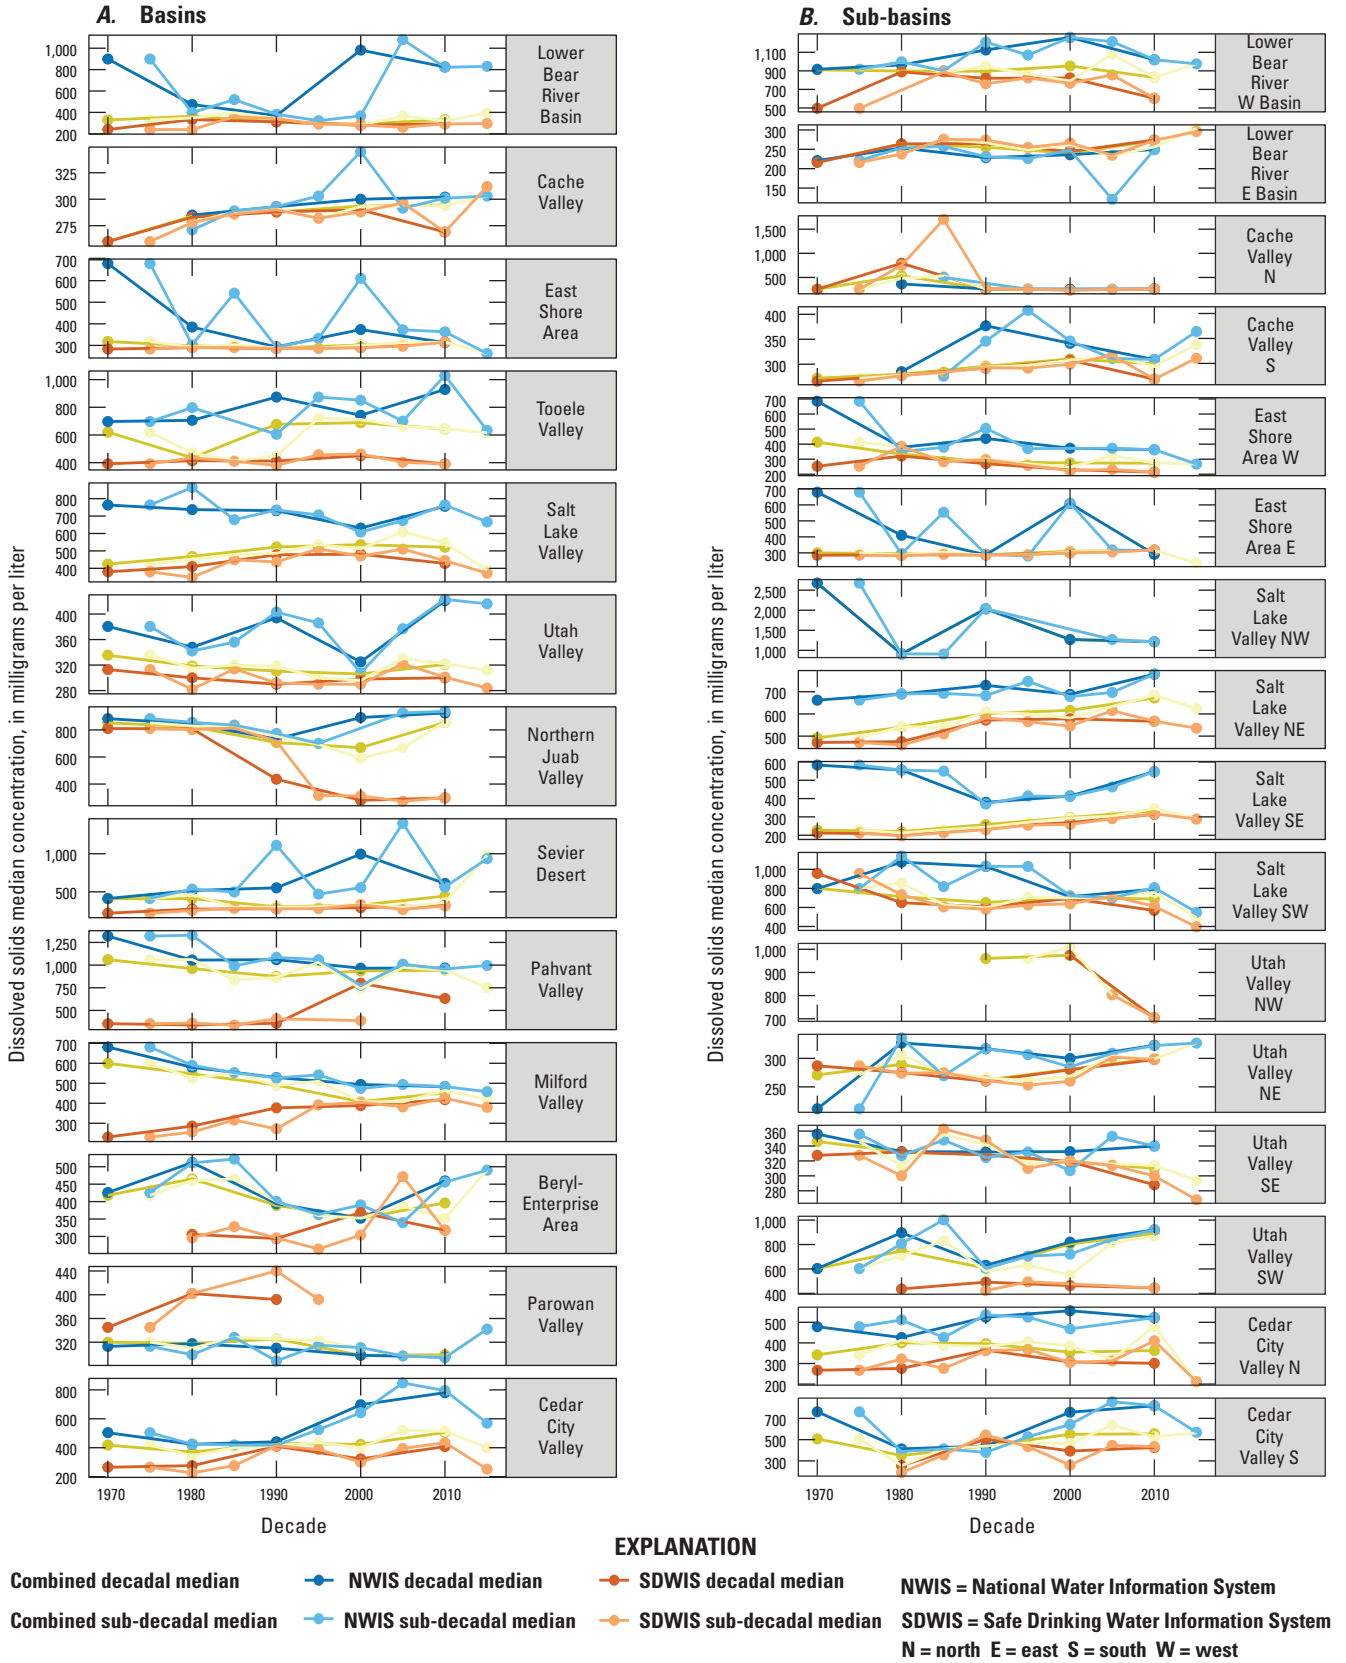 A. Basins
Dissolved solids median concentration, in milligrams per liter
1,000
800
600
400
200
Lower
Bear
River
Basin
325
300
275
Cache
Valley
700
600
500
400
300
East
Shore
Area
1,000
800
600
400
Tooele
Valley
800
700
600
500
400
Salt
Lake
Valley
400
360
320
280
Utah
Valley
800
600
400
Northern
Juab
Valley
1,000
500
Sevier
Desert
1,250
1,000
750
500
Pahvant
Valley
700
600
500
400
300
Milford
Valley
500
450
400
350
300
Beryl-
Enterprise
Area
440
400
360
320
Parowan
Valley
800
600
400
200
Cedar
City
Valley
1970 1980 1990 2000 2010
Decade
B. Sub-basins
Dissolved solids median concentration, in milligrams per liter
1,100
900
700
500
Lower
Bear
River
W Basin
300
250
200
150
Lower
Bear
River
E Basin
1,500
1,000
500
Cache
Valley
N
400
350
300
Cache
Valley
S
700
600
500
400
300
200
East
Shore
Area W
700
600
500
400
300
East
Shore
Area E
2,500
2,000
1,500
1,000
Salt
Lake
Valley NW
700
600
500
Salt
Lake
Valley NE
600
500
400
300
200
Salt
Lake
Valley SE
1,000
800
600
400
Salt
Lake
Valley SW
1,000
900
800
700
Utah
Valley
NW
300
250
Utah
Valley
NE
360
340
320
300
280
Utah
Valley
SE
1,000
800
600
400
Utah
Valley
SW
500
400
300
200
Cedar
City
Valley N
700
500
300
Cedar
City
Valley S
1970 1980 1990 2000 2010
Decade
EXPLANATION
Combined decadal median NWIS decadal median SDWIS decadal median NWIS = National Water Information System
Combined sub-decadal median NWIS sub-decadal median SDWIS sub-decadal median SDWIS = Safe Drinking Water Information System
N = north E = east S = south W = west